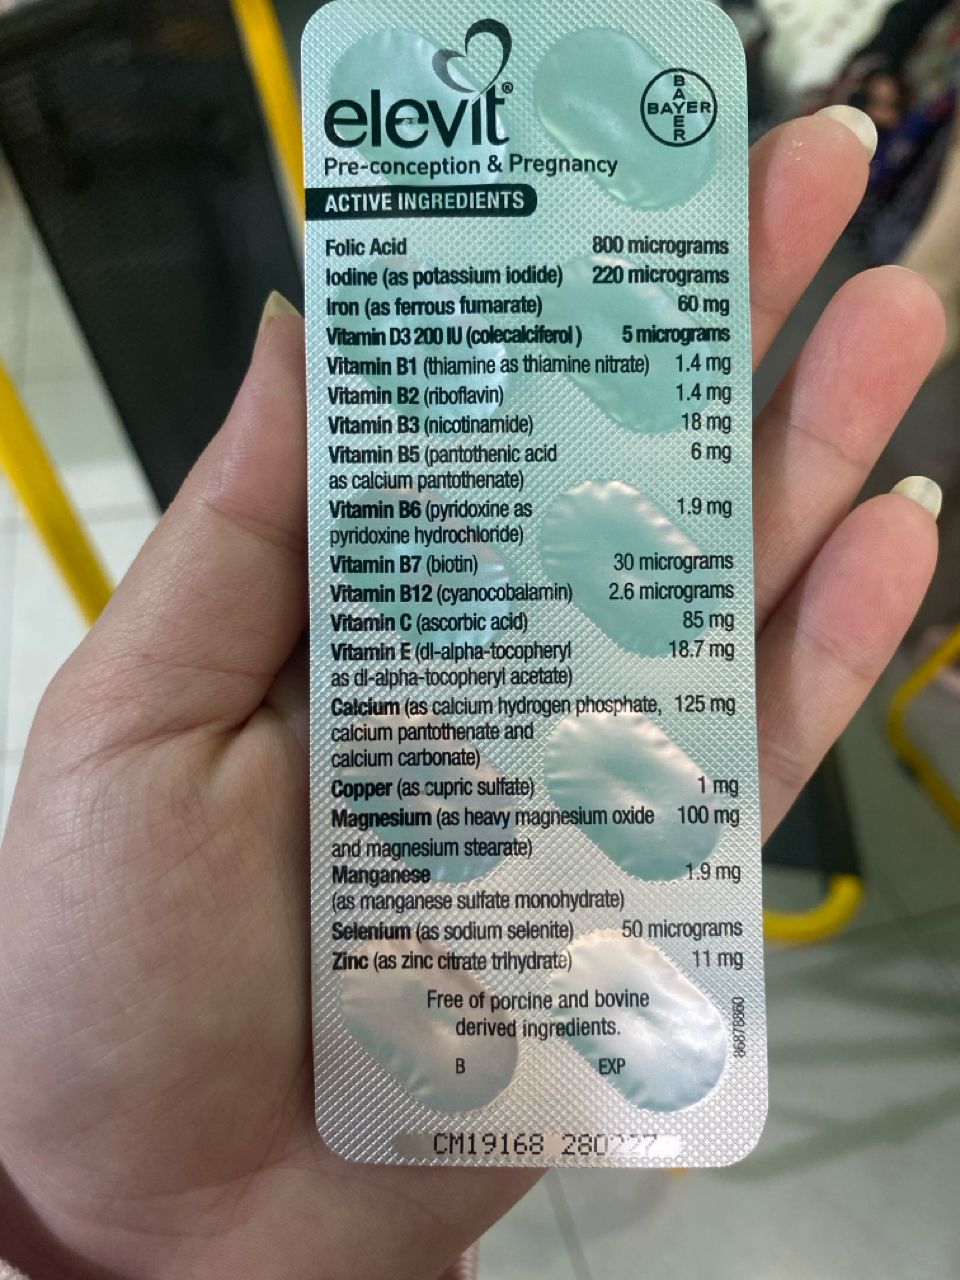 elevit®
BAYER
BAYER
Pre-conception & Pregnancy
ACTIVE INGREDIENTS
Folic Acid 800 micrograms
Iodine (as potassium iodide) 220 micrograms
Iron (as ferrous fumarate) 60 mg
Vitamin D3 200 IU (colecalciferol) 5 micrograms
Vitamin B1 (thiamine as thiamine nitrate) 1.4 mg
Vitamin B2 (riboflavin) 1.4 mg
Vitamin B3 (nicotinamide) 18 mg
Vitamin B5 (pantothenic acid 6 mg
as calcium pantothenate)
Vitamin B6 (pyridoxine as 1.9 mg
pyridoxine hydrochloride)
Vitamin B7 (biotin) 30 micrograms
Vitamin B12 (cyanocobalamin) 2.6 micrograms
Vitamin C (ascorbic acid) 85 mg
Vitamin E (dl-alpha-tocopheryl 18.7 mg
as dl-alpha-tocopheryl acetate)
Calcium (as calcium hydrogen phosphate, 125 mg
calcium pantothenate and
calcium carbonate)
Copper (as cupric sulfate) 1 mg
Magnesium (as heavy magnesium oxide 100 mg
and magnesium stearate)
Manganese 1.9 mg
(as manganese sulfate monohydrate)
Selenium (as sodium selenite) 50 micrograms
Zinc (as zinc citrate trihydrate) 11 mg
Free of porcine and bovine
derived ingredients.
B EXP
86878860
CM19168